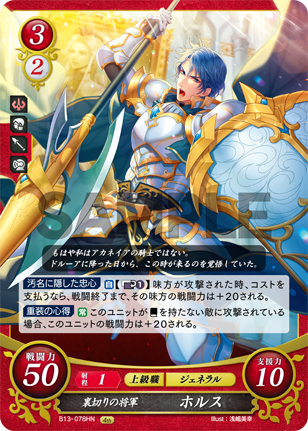 3
2
SAMPLE
もはや私はアカネイアの騎士ではない。
ドルーアに降った日から、この時が来るのを覚悟していた。
汚名に隠した忠心 自 【1】味方が攻撃された時、コストを
支払うなら、戦闘終了まで、その味方の戦闘力は+20される。
重装の心得 常 このユニットが を持たない敵に攻撃されている
場合、このユニットの戦闘力は+20される。
戦闘力
50
射程 1 上級職 ジェネラル
支援力
10
裏切りの将軍 ホルス
B13-078HN Illust:浅嶋美幸